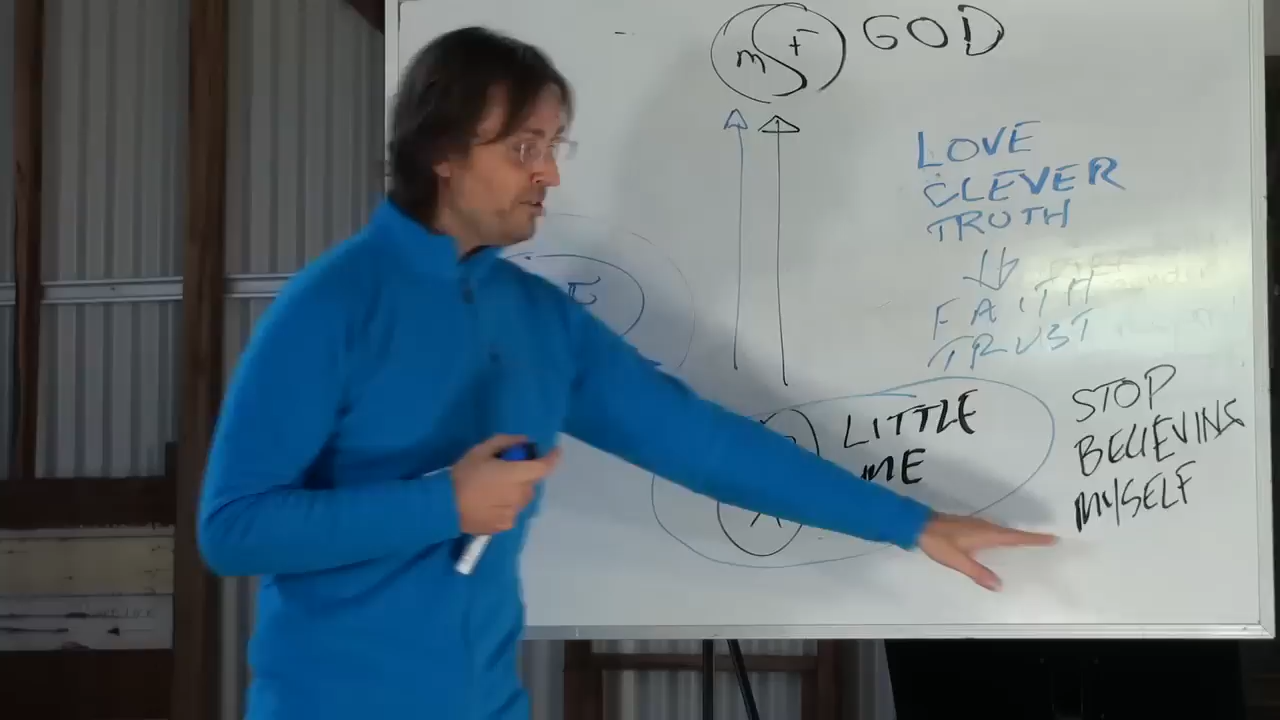 m f GOD
LOVE
CLEVER
TRUTH
FAITH
TRUST
LITTLE
ME
STOP
BELIEVING
MYSELF